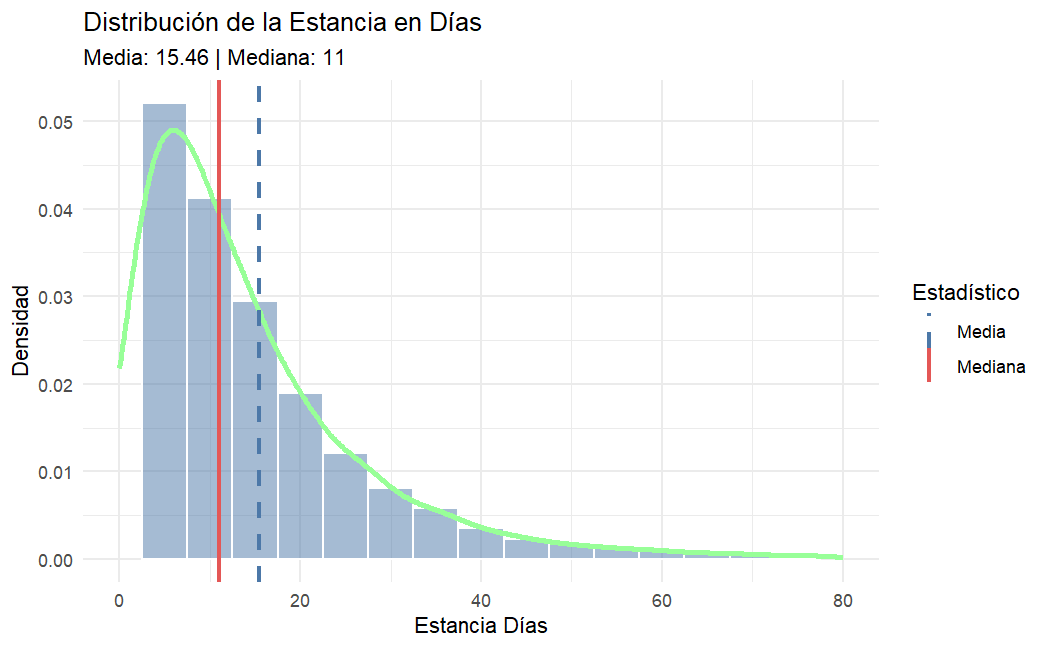 Distribución de la Estancia en Días
Media: 15.46 | Mediana: 11
0.05
0.04
0.03
0.02
0.01
0.00
Densidad
0 20 40 60 80
Estancia Días
Estadístico
Media
Mediana